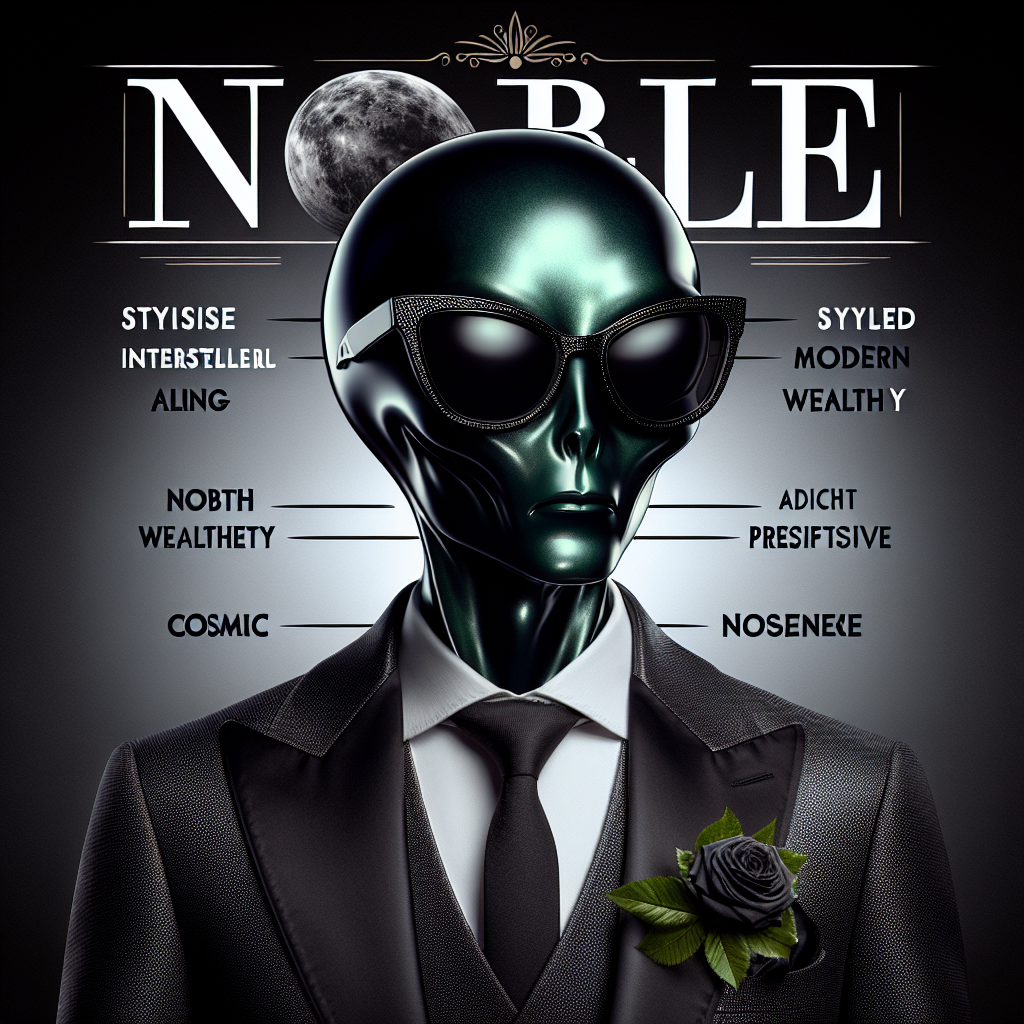 NOBLE
STYISISE
INTERSTELLERL
ALING
SYYLED
MODERN
WEALTHY
NOBTH
WEALTHETY
ADICHT
PRESIFTSIVE
COSMIC
NOSENEKE